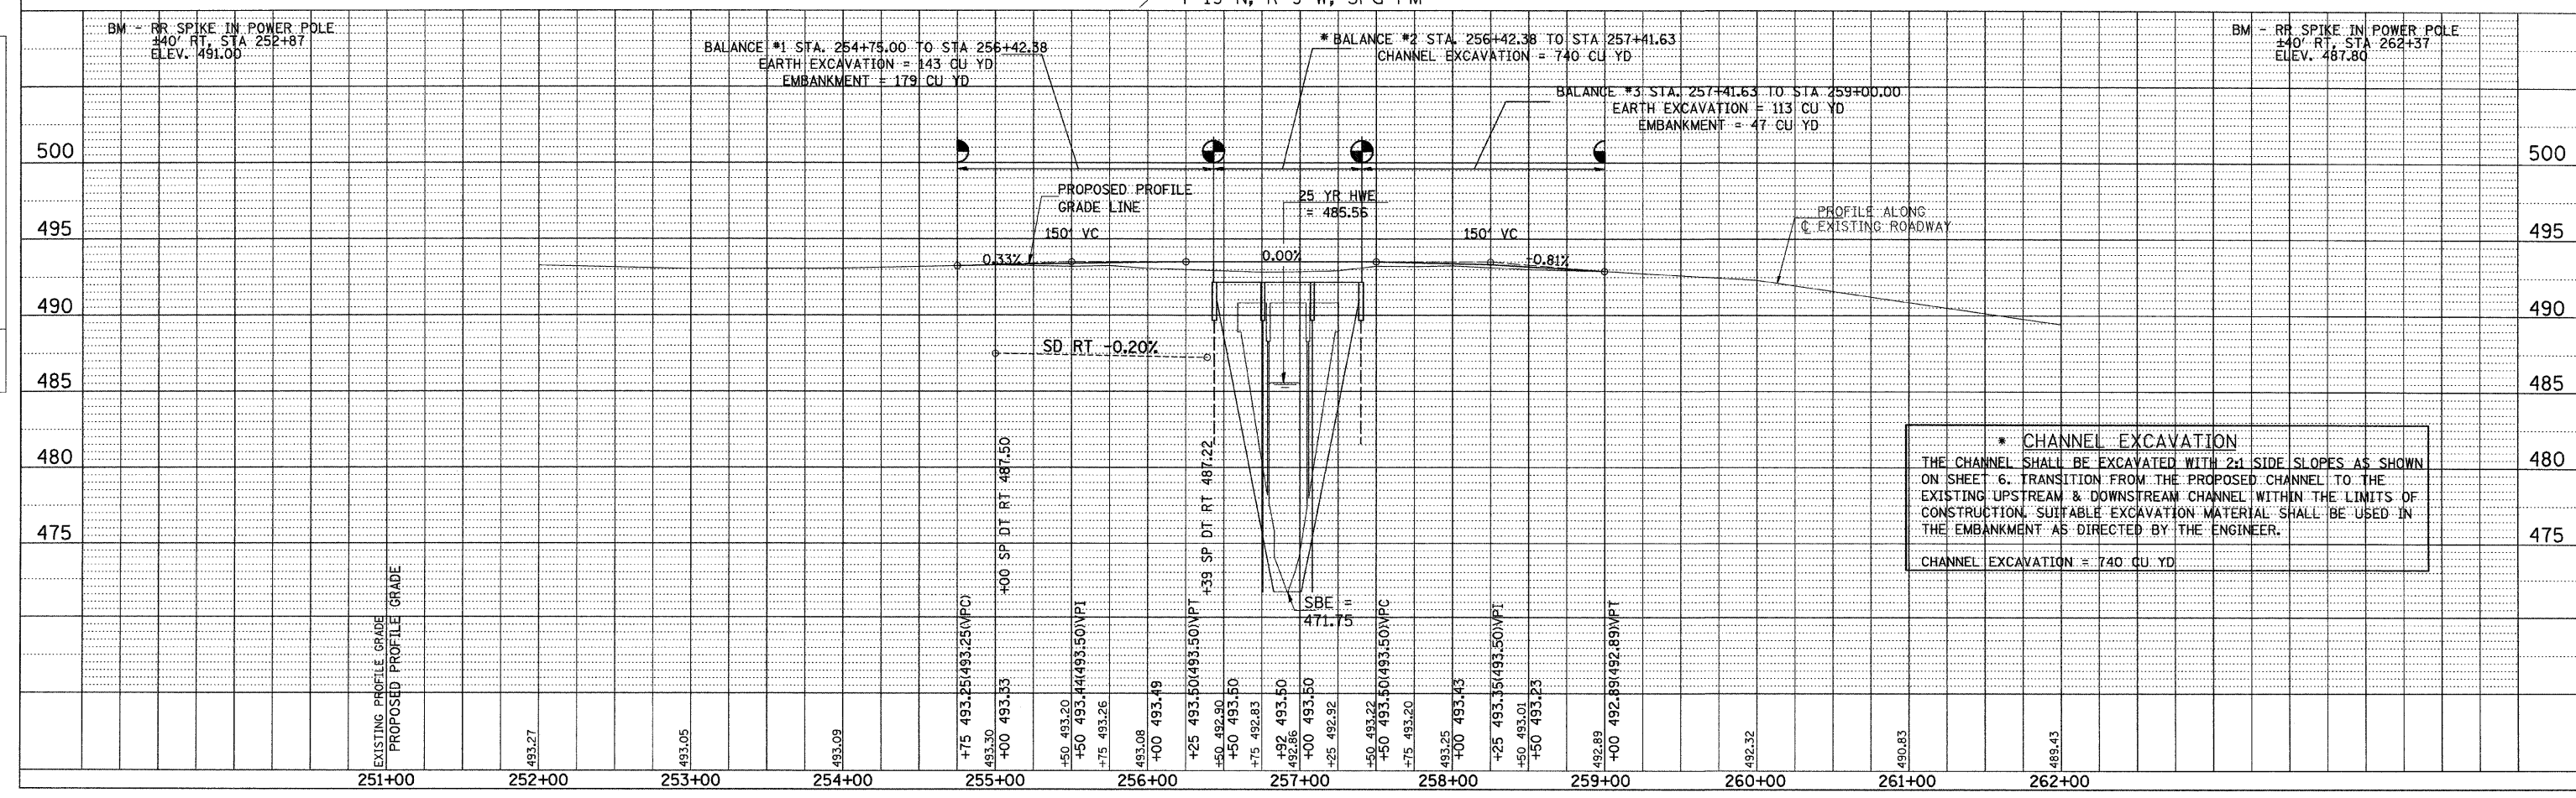 BM - RR SPIKE IN POWER POLE
±40' RT, STA 252+87
ELEV. 491.00
BALANCE #1 STA. 254+75.00 TO STA 256+42.38
EARTH EXCAVATION = 143 CU YD
EMBANKMENT = 179 CU YD
* BALANCE #2 STA. 256+42.38 TO STA 257+41.63
CHANNEL EXCAVATION = 740 CU YD
BALANCE #3 STA. 257+41.63 TO STA 259+00.00
EARTH EXCAVATION = 113 CU YD
EMBANKMENT = 47 CU YD
BM - RR SPIKE IN POWER POLE
±40' RT, STA 262+37
ELEV. 487.80
500
500
PROPOSED PROFILE
GRADE LINE
25 YR HWE
= 485.56
PROFILE ALONG
℄ EXISTING ROADWAY
495
495
150' VC
150' VC
0.33%
0.00%
-0.81%
490
490
SD RT -0.20%
485
485
480
480
* CHANNEL EXCAVATION
THE CHANNEL SHALL BE EXCAVATED WITH 2:1 SIDE SLOPES AS SHOWN
ON SHEET 6. TRANSITION FROM THE PROPOSED CHANNEL TO THE
EXISTING UPSTREAM & DOWNSTREAM CHANNEL WITHIN THE LIMITS OF
CONSTRUCTION. SUITABLE EXCAVATION MATERIAL SHALL BE USED IN
THE EMBANKMENT AS DIRECTED BY THE ENGINEER.
CHANNEL EXCAVATION = 740 CU YD
475
475
SBE =
471.75
EXISTING PROFILE GRADE
PROPOSED PROFILE GRADE
493.27
493.05
493.09
+75 493.25(493.25)(VPC)
493.30
+00 493.33
+00 SP DT RT 487.50
+50 493.20
+50 493.44(493.50)VPI
+75 493.26
493.08
+00 493.49
+25 493.50(493.50)VPT
+39 SP DT RT 487.22
+50 492.90
+50 493.50
+75 492.83
+92 493.50
492.86
+00 493.50
+25 492.92
493.22
+50 493.50(493.50)VPC
+75 493.20
493.25
+00 493.43
+25 493.35(493.50)VPI
+50 493.01
+50 493.23
492.89
+00 492.89(492.89)VPT
492.32
490.83
489.43
251+00
252+00
253+00
254+00
255+00
256+00
257+00
258+00
259+00
260+00
261+00
262+00